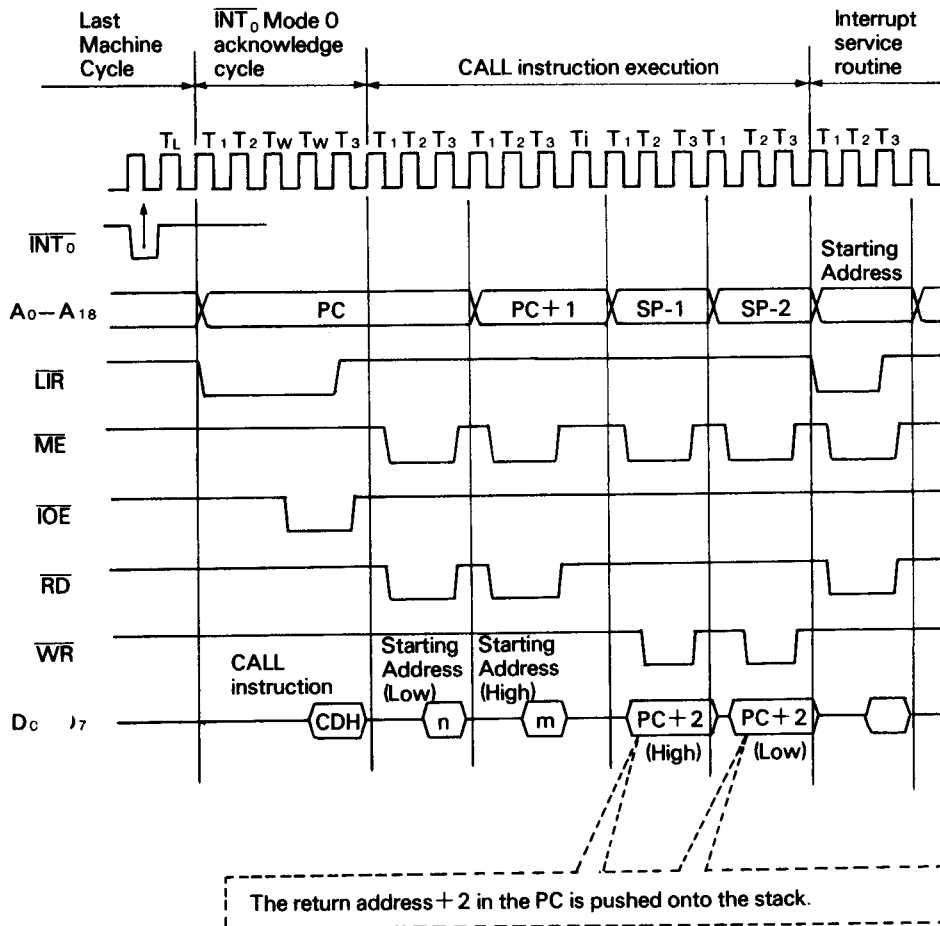 Last
Machine
Cycle
INT0 Mode 0
acknowledge
cycle
CALL instruction execution
Interrupt
service
routine
TL T1 T2 TW TW T3 T1 T2 T3 T1 T2 T3 Ti T1 T2 T3 T1 T2 T3 T1 T2 T3
INT0
Starting
Address
A0–A18 PC PC+1 SP-1 SP-2
LIR
ME
IOE
RD
WR
CALL
instruction
Starting
Address
(Low)
Starting
Address
(High)
CDH n m PC+2 PC+2
(High) (Low)
The return address+2 in the PC is pushed onto the stack.